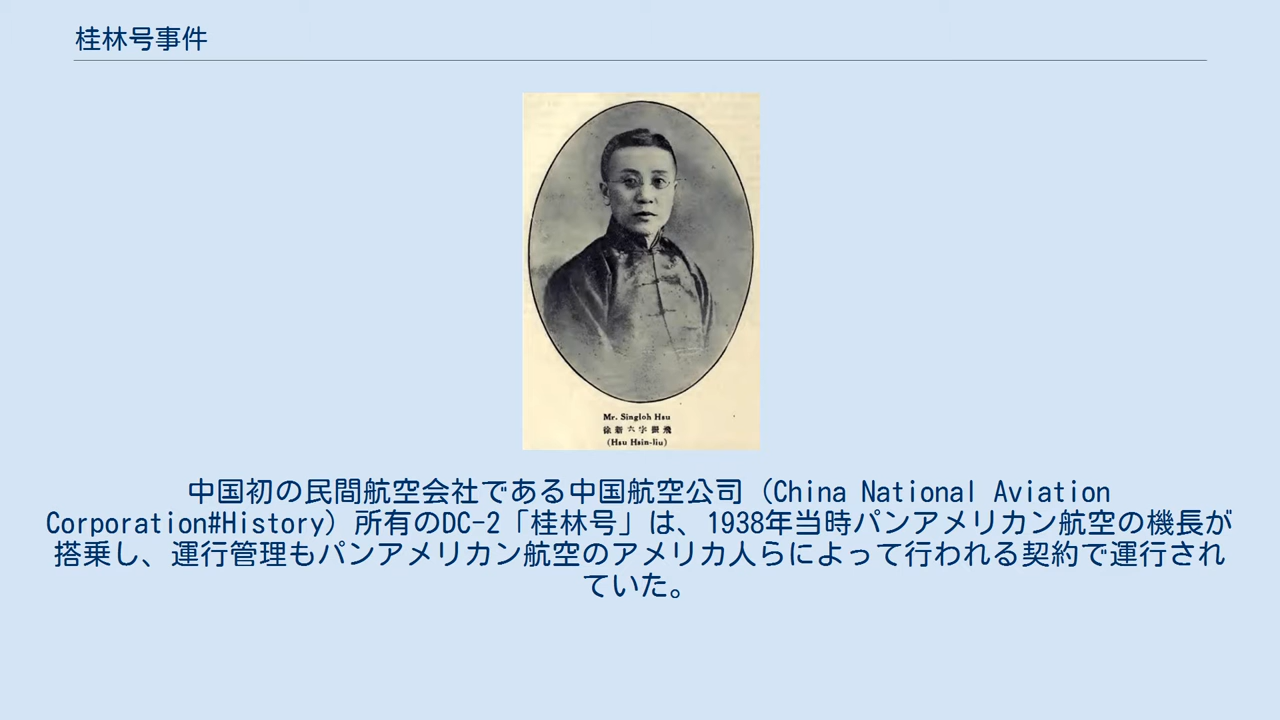 桂林号事件
Mr. Singloh Hsu
徐新六字振飛
(Hsu Hsin-liu)
中国初の民間航空会社である中国航空公司（China National Aviation
Corporation#History）所有のDC-2「桂林号」は、1938年当時パンアメリカン航空の機長が
搭乗し、運行管理もパンアメリカン航空のアメリカ人らによって行われる契約で運行され
ていた。